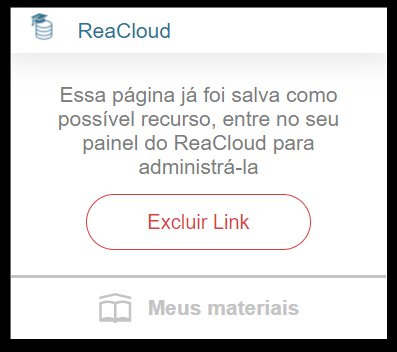 ReaCloud
Essa página já foi salva como
possível recurso, entre no seu
painel do ReaCloud para
administrá-la
Excluir Link
Meus materiais